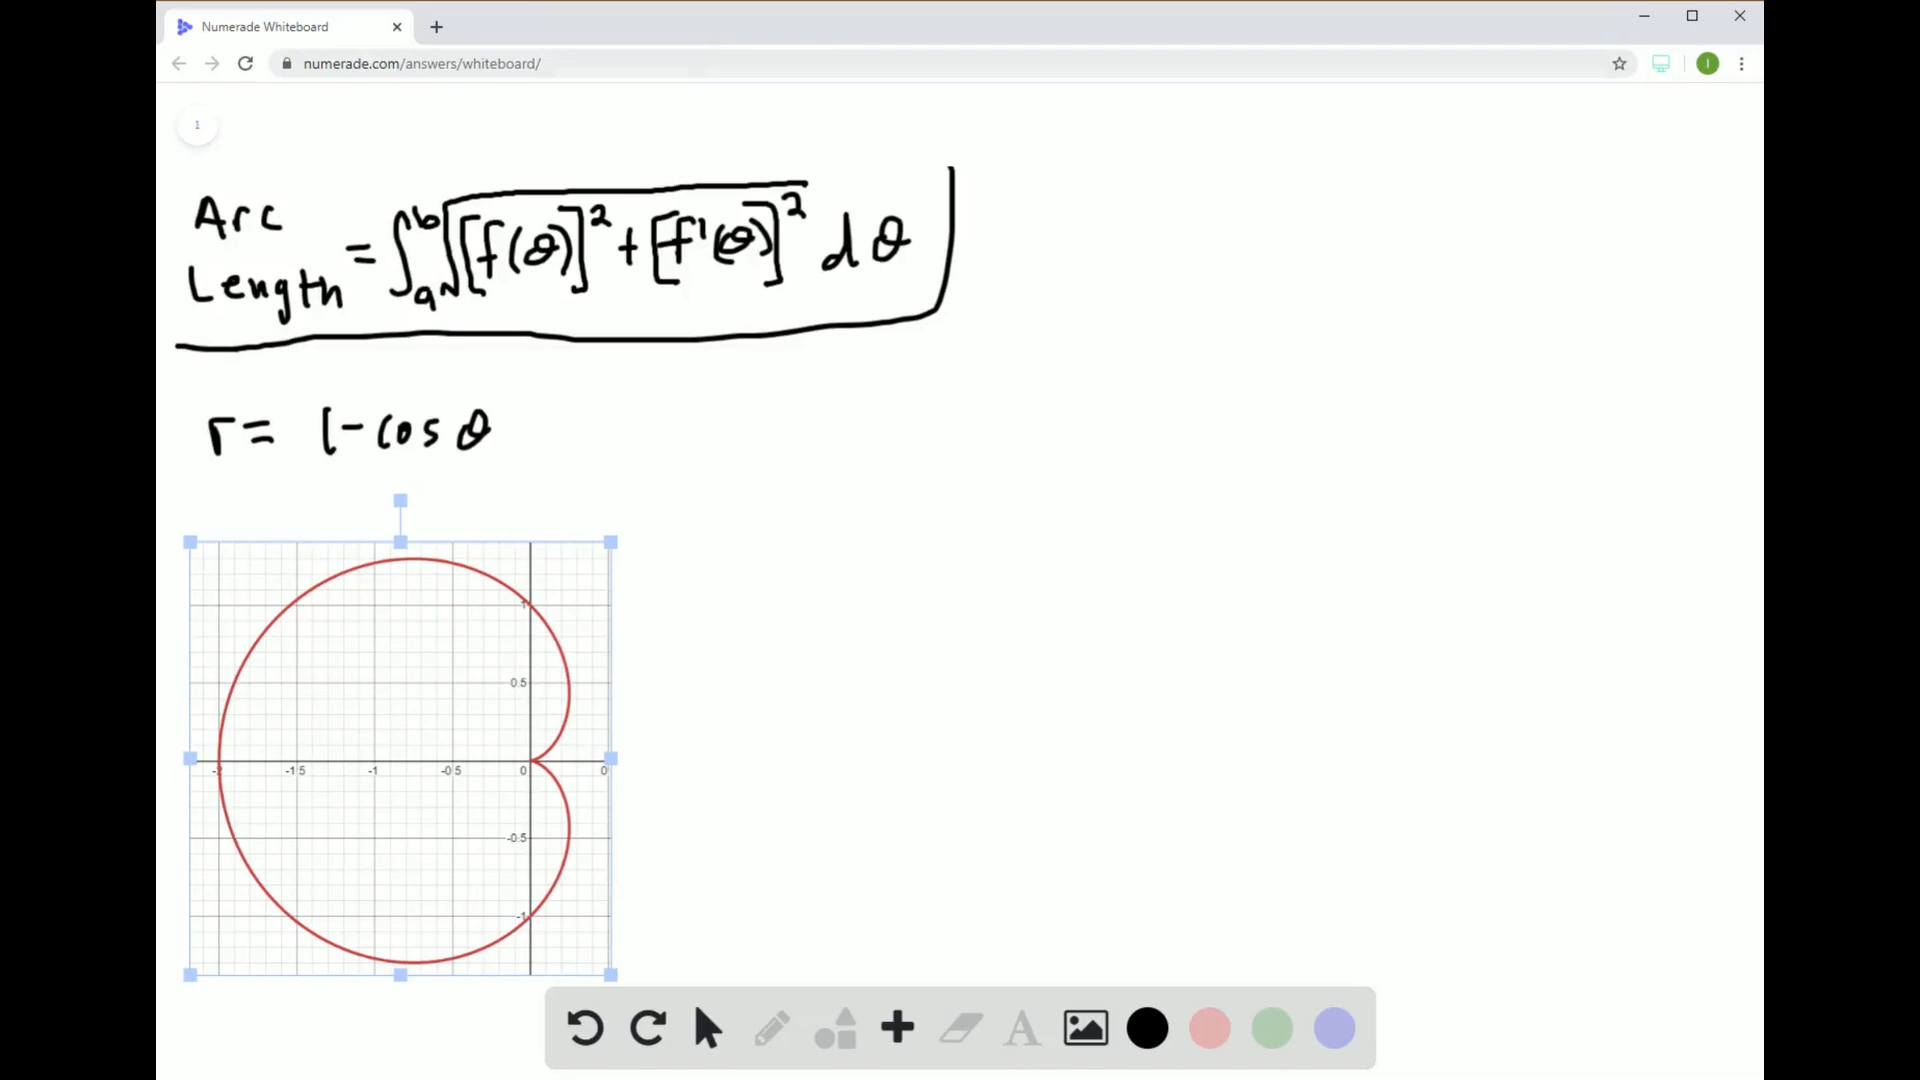 Numerade Whiteboard
numerade.com/answers/whiteboard/
I
1
Arc Length = ∫_a^b √([f(θ)]² + [f'(θ)]²) dθ
r = 1 - cos θ
1
0.5
-2 -1.5 -1 -0.5 0 0
-0.5
-1
A